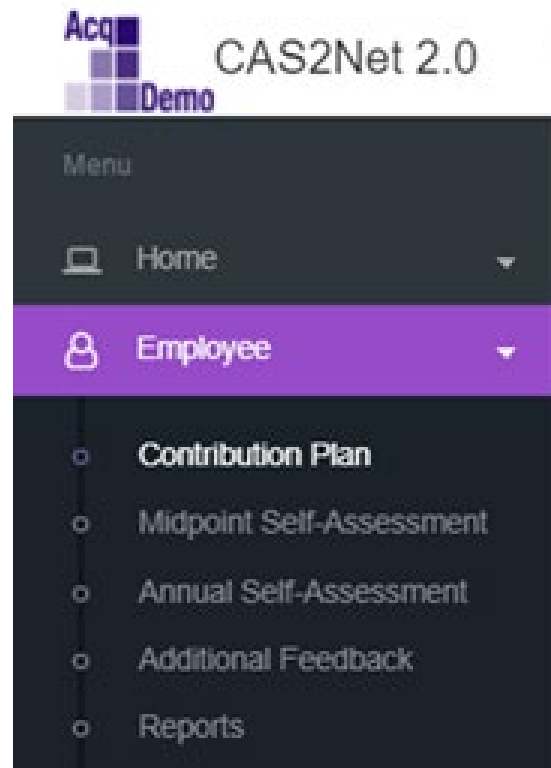 Acq
Demo
CAS2Net 2.0
Menu
Home
Employee
Contribution Plan
Midpoint Self-Assessment
Annual Self-Assessment
Additional Feedback
Reports